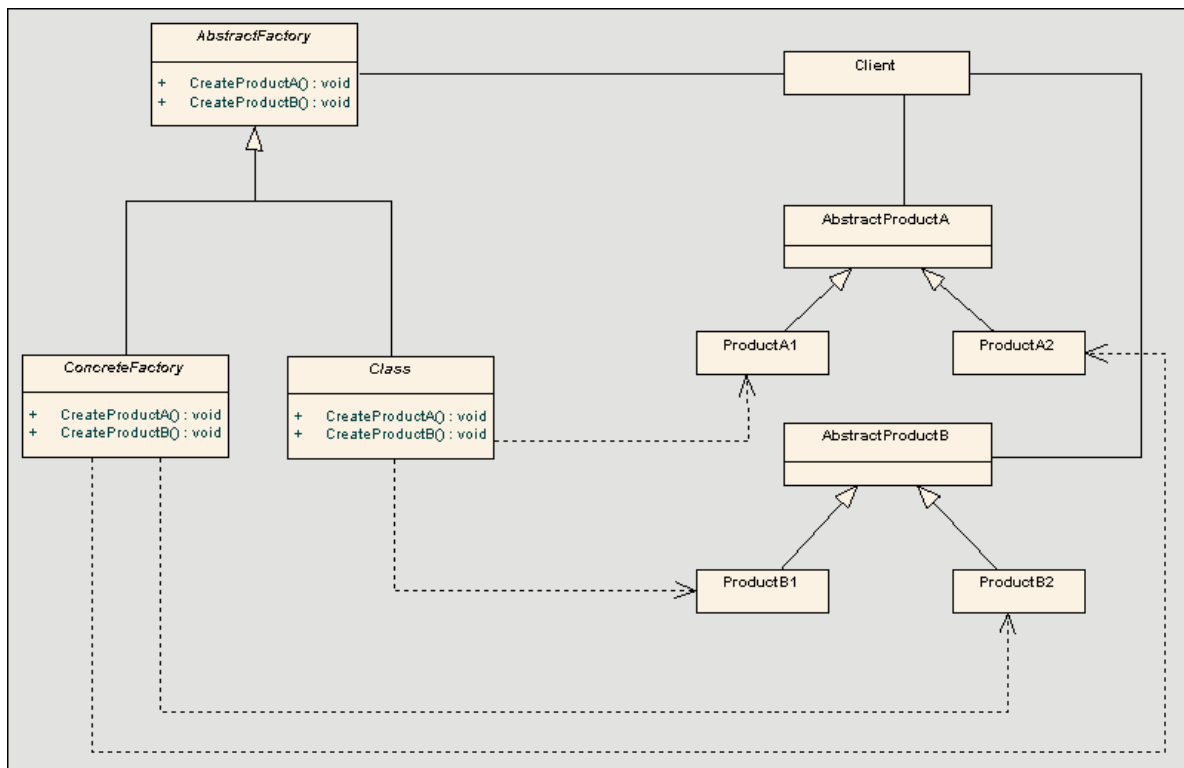 AbstractFactory
+ CreateProductA() : void
+ CreateProductB() : void
Client
AbstractProductA
ProductA1
ProductA2
ConcreteFactory
+ CreateProductA() : void
+ CreateProductB() : void
Class
+ CreateProductA() : void
+ CreateProductB() : void
AbstractProductB
ProductB1
ProductB2